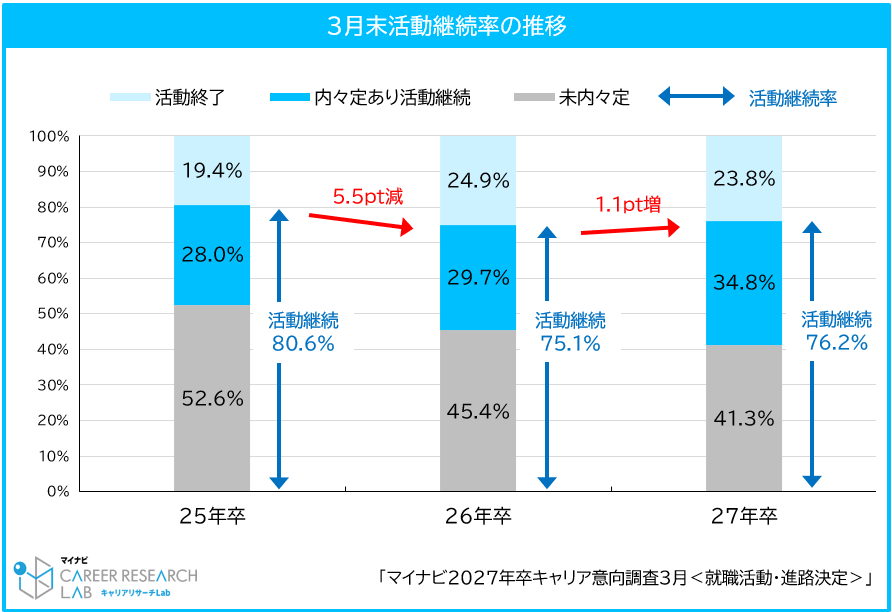 3月末活動継続率の推移
活動終了 内々定あり活動継続 未内々定 活動継続率
100%
90%
80%
70%
60%
50%
40%
30%
20%
10%
0%
19.4%
28.0%
52.6%
活動継続
80.6%
5.5pt減
24.9%
29.7%
45.4%
活動継続
75.1%
1.1pt増
23.8%
34.8%
41.3%
活動継続
76.2%
25年卒 26年卒 27年卒
マイナビ
CAREER RESEARCH
LAB キャリアリサーチLab
「マイナビ2027年卒キャリア意向調査3月＜就職活動・進路決定＞」